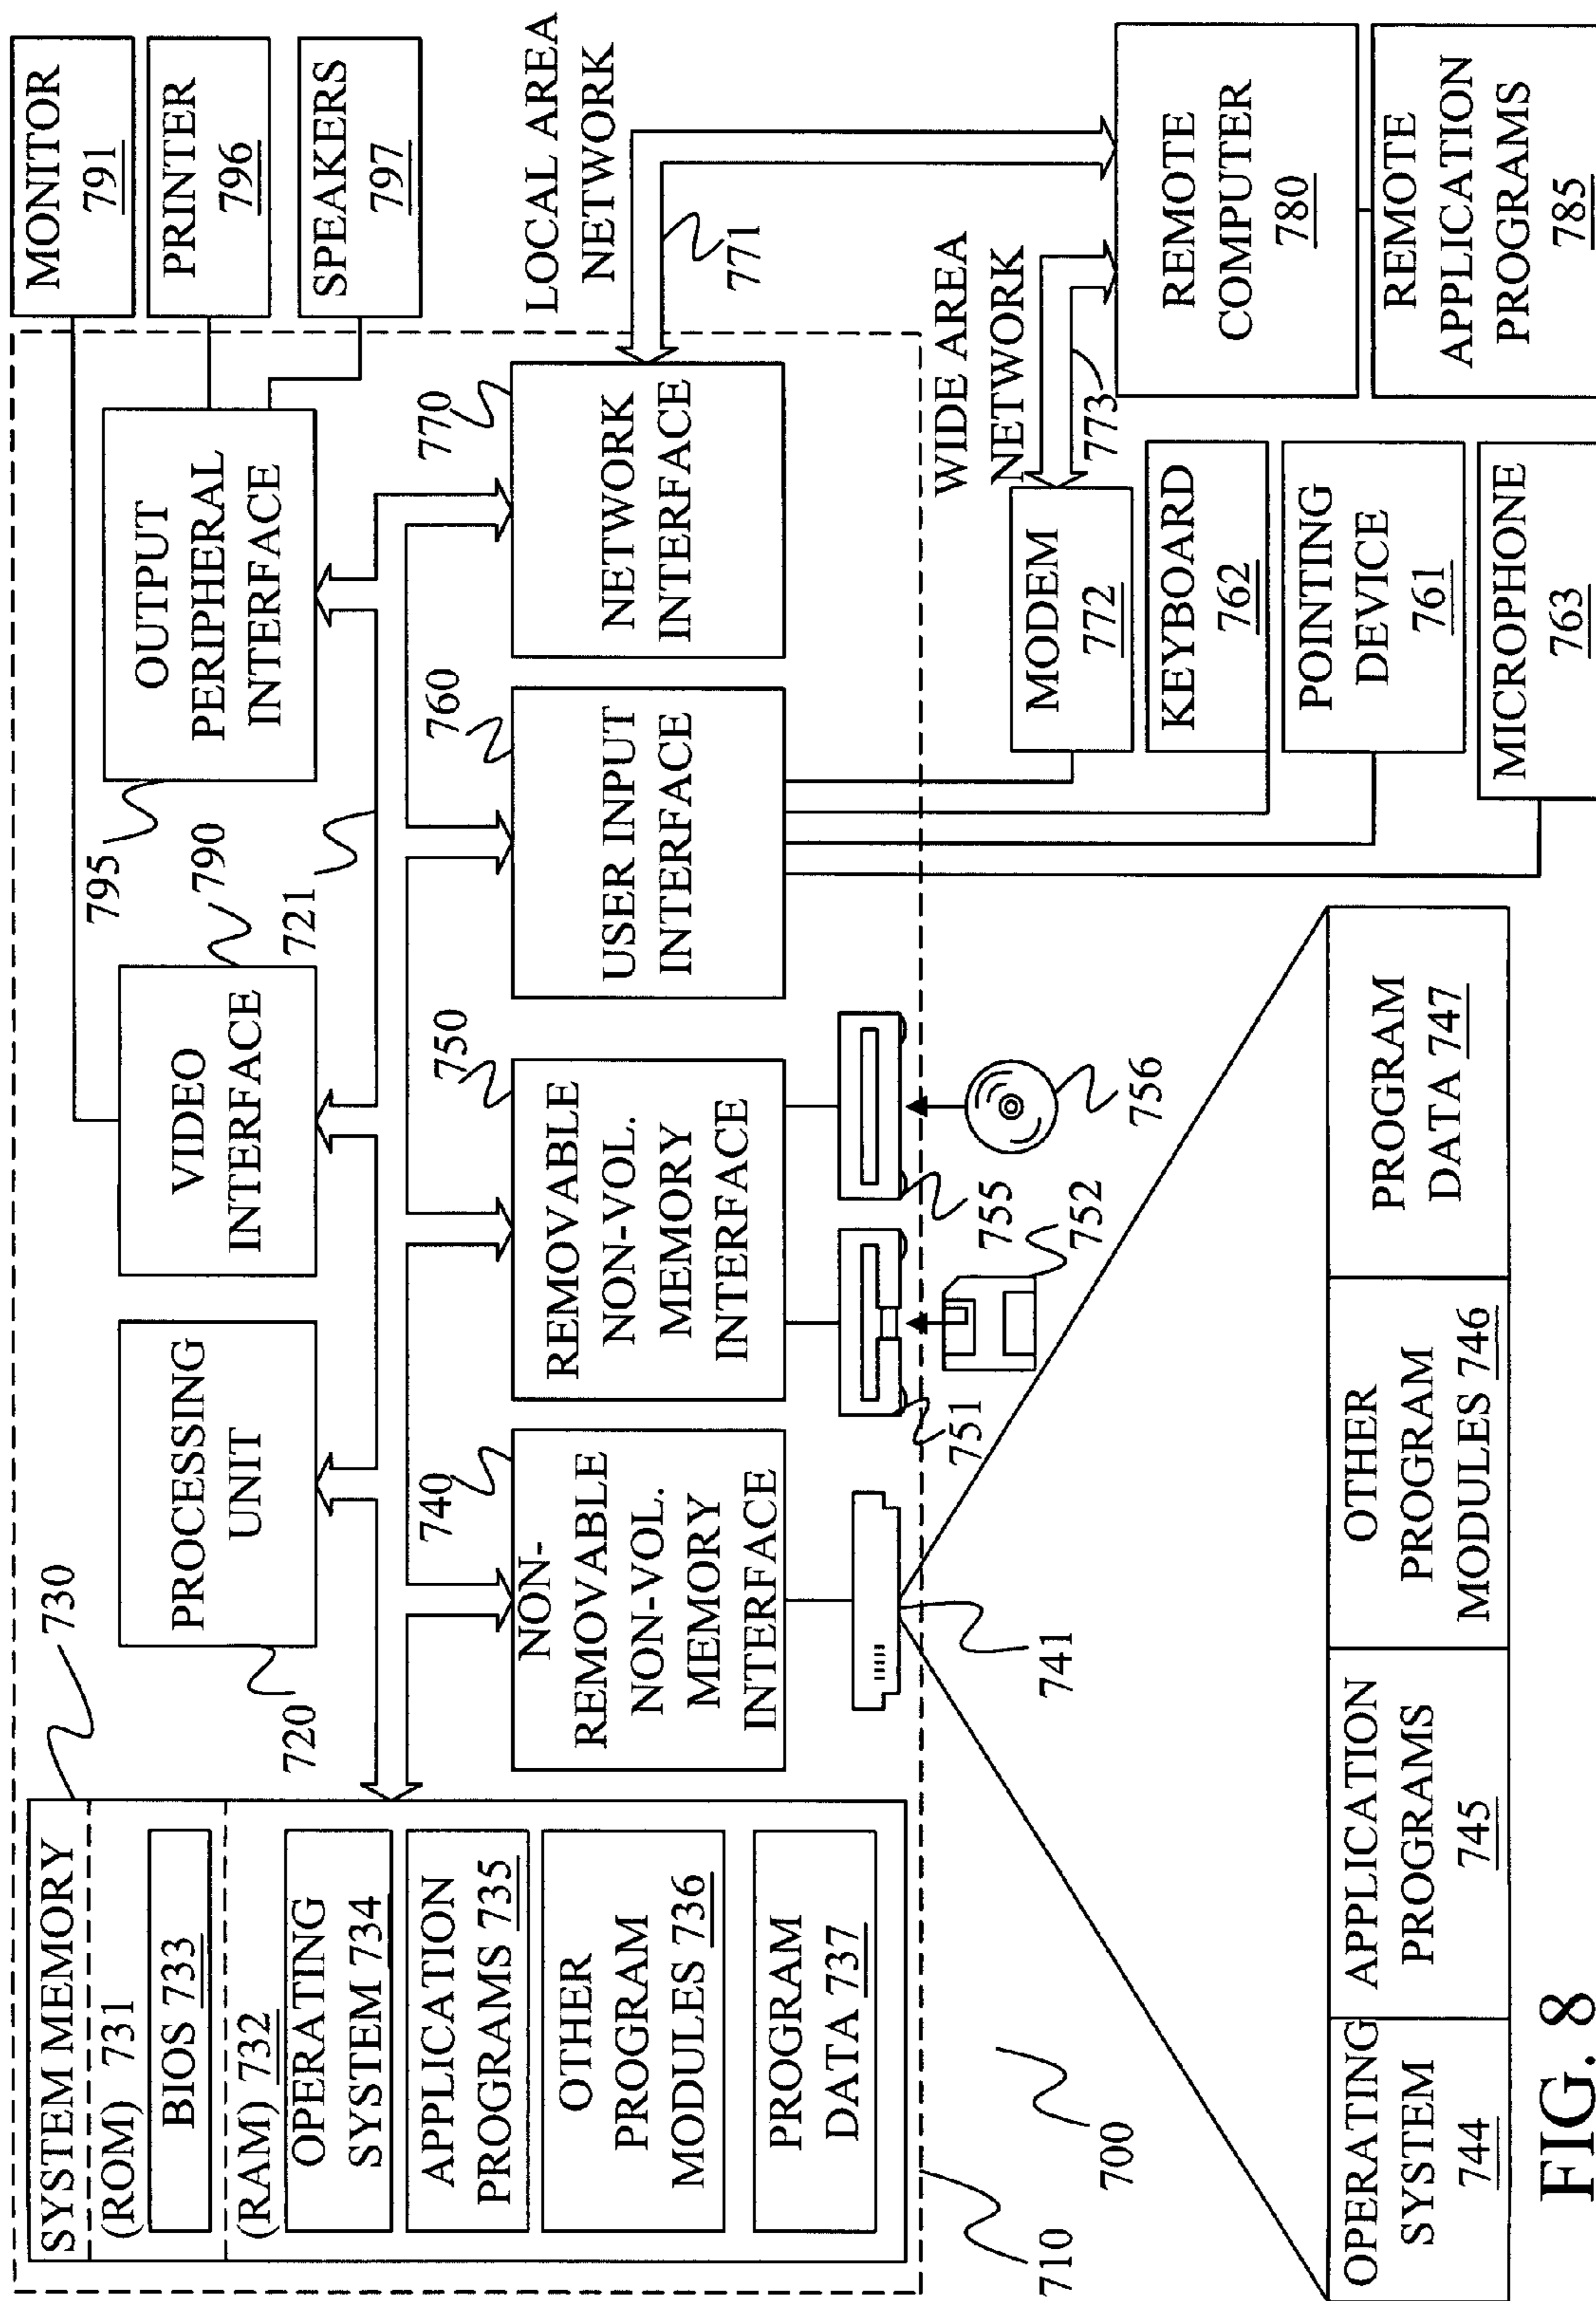 SYSTEM MEMORY
(ROM) 731
BIOS 733
(RAM) 732
OPERATING
SYSTEM 734
APPLICATION
PROGRAMS 735
OTHER
PROGRAM
MODULES 736
PROGRAM
DATA 737
730
720
PROCESSING
UNIT
VIDEO
INTERFACE
790
721
795
OUTPUT
PERIPHERAL
INTERFACE
MONITOR
791
PRINTER
796
SPEAKERS
797
740
NON-
REMOVABLE
NON-VOL.
MEMORY
INTERFACE
750
REMOVABLE
NON-VOL.
MEMORY
INTERFACE
760
USER INPUT
INTERFACE
770
NETWORK
INTERFACE
LOCAL AREA
NETWORK
771
741
751
752
755
756
WIDE AREA
NETWORK
773
MODEM
772
KEYBOARD
762
POINTING
DEVICE
761
MICROPHONE
763
REMOTE
COMPUTER
780
REMOTE
APPLICATION
PROGRAMS
785
710
700
OPERATING
SYSTEM
744
APPLICATION
PROGRAMS
745
OTHER
PROGRAM
MODULES 746
PROGRAM
DATA 747
FIG. 8